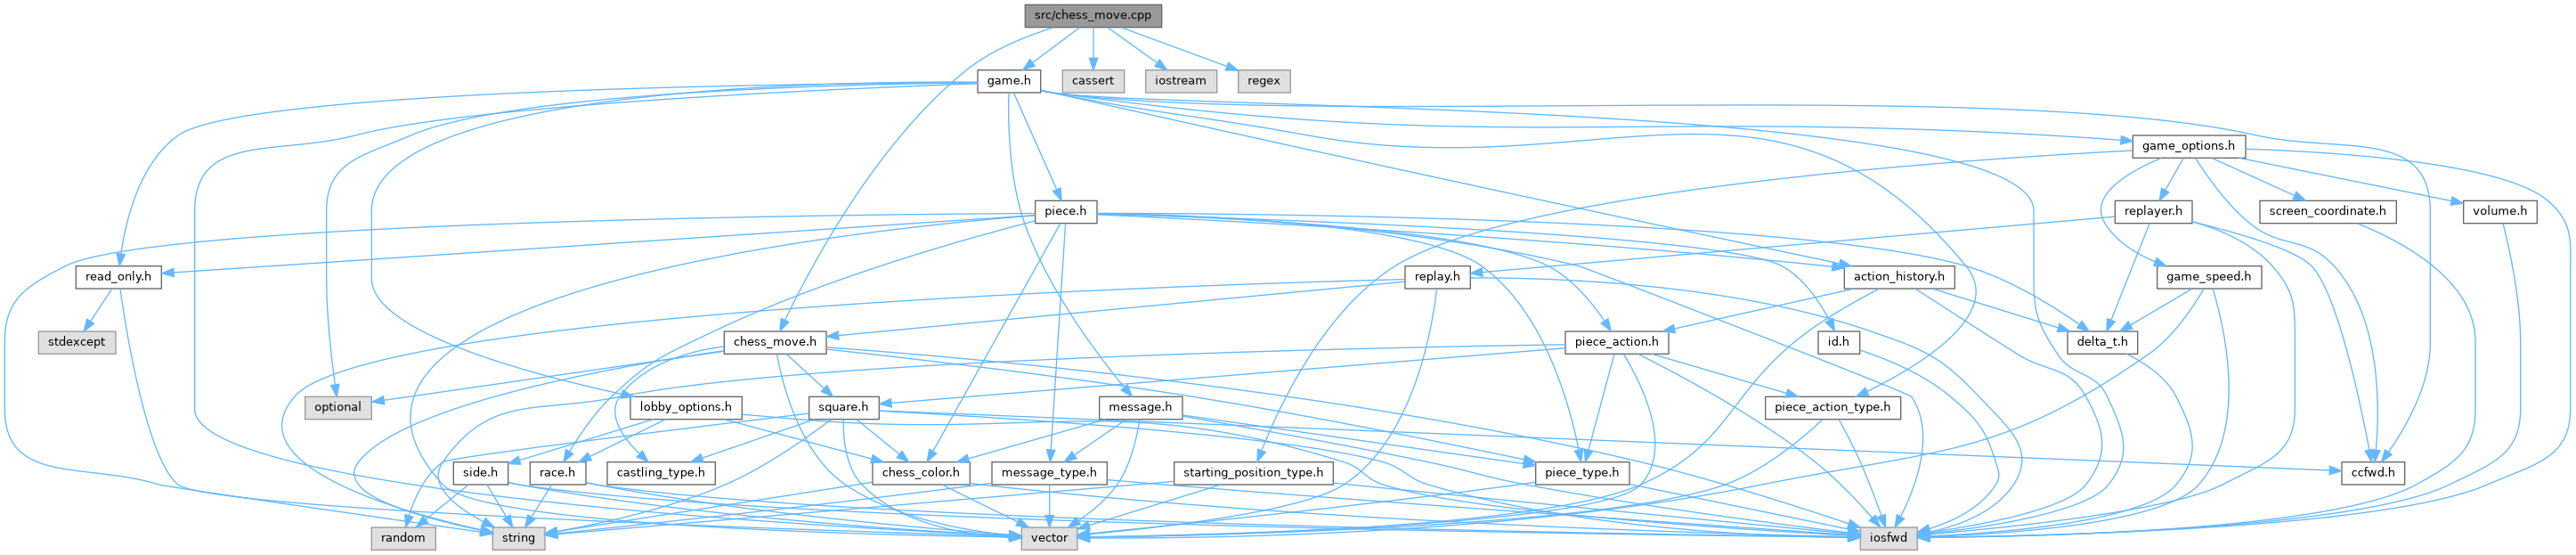 src/chess_move.cpp
game.h
cassert
iostream
regex
game_options.h
piece.h
replayer.h
screen_coordinate.h
volume.h
read_only.h
replay.h
action_history.h
game_speed.h
stdexcept
chess_move.h
piece_action.h
id.h
delta_t.h
optional
lobby_options.h
square.h
message.h
piece_action_type.h
side.h
race.h
castling_type.h
chess_color.h
message_type.h
starting_position_type.h
piece_type.h
ccfwd.h
random
string
vector
iosfwd